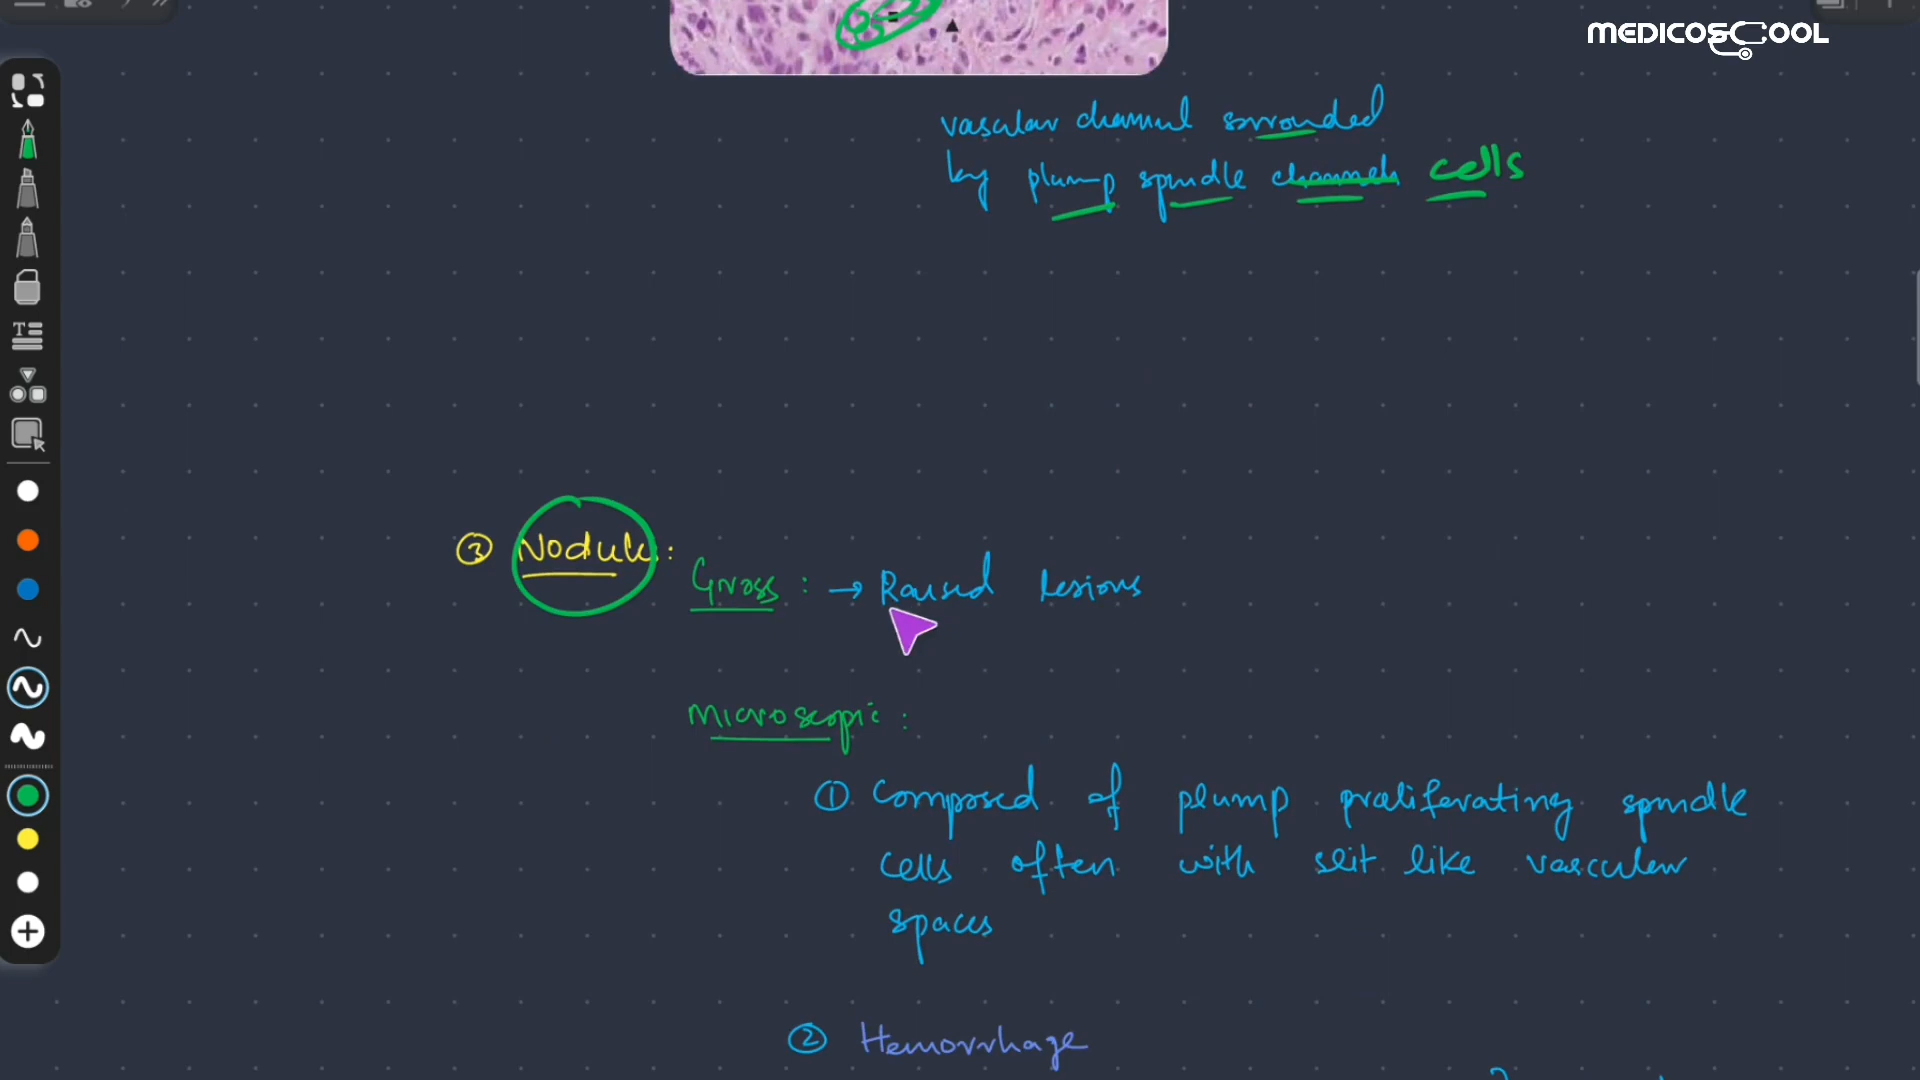 MEDICOSCOOL
vascular channel sorrounded
by plump spindle channels cells
③ Nodule:
Gross : → Raised lesions
Microscopic :
① Composed of plump proliferating spindle
cells often with slit like vascular
spaces
② Hemorrhage